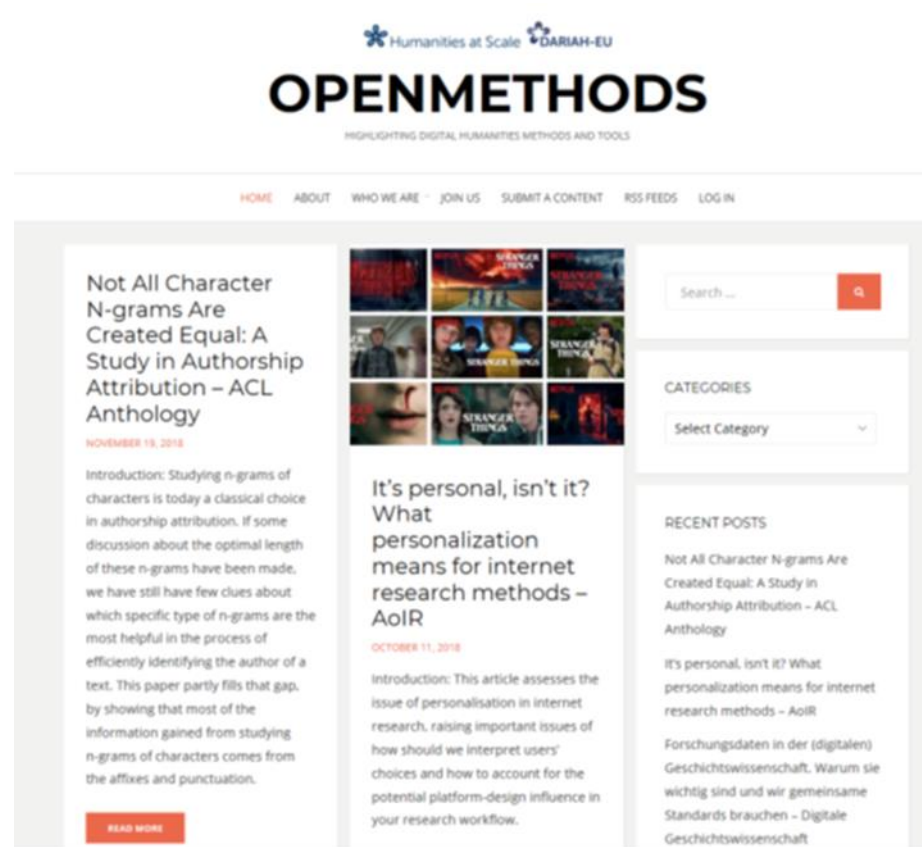 Humanities at Scale DARIAH-EU
OPENMETHODS
HIGHLIGHTING DIGITAL HUMANITIES METHODS AND TOOLS
HOME ABOUT WHO WE ARE JOIN US SUBMIT A CONTENT RSS FEEDS LOG IN
Not All Character
N-grams Are
Created Equal: A
Study in Authorship
Attribution – ACL
Anthology
NOVEMBER 19, 2018
Introduction: Studying n-grams of
characters is today a classical choice
in authorship attribution. If some
discussion about the optimal length
of these n-grams have been made,
we have still have few clues about
which specific type of n-grams are the
most helpful in the process of
efficiently identifying the author of a
text. This paper partly fills that gap,
by showing that most of the
information gained from studying
n-grams of characters comes from
the affixes and punctuation.
READ MORE
STRANGER
THINGS
STRANGER
THINGS
STRANGER THINGS
STRANGER
THINGS
STRANGER
THINGS
It's personal, isn't it?
What
personalization
means for internet
research methods –
AoIR
OCTOBER 11, 2018
Introduction: This article assesses the
issue of personalisation in internet
research, raising important issues of
how should we interpret users'
choices and how to account for the
potential platform-design influence in
your research workflow.
Search ...
CATEGORIES
Select Category
RECENT POSTS
Not All Character N-grams Are
Created Equal: A Study in
Authorship Attribution – ACL
Anthology
It's personal, isn't it? What
personalization means for internet
research methods – AoIR
Forschungsdaten in der (digitalen)
Geschichtswissenschaft. Warum sie
wichtig sind und wir gemeinsame
Standards brauchen – Digitale
Geschichtswissenschaft